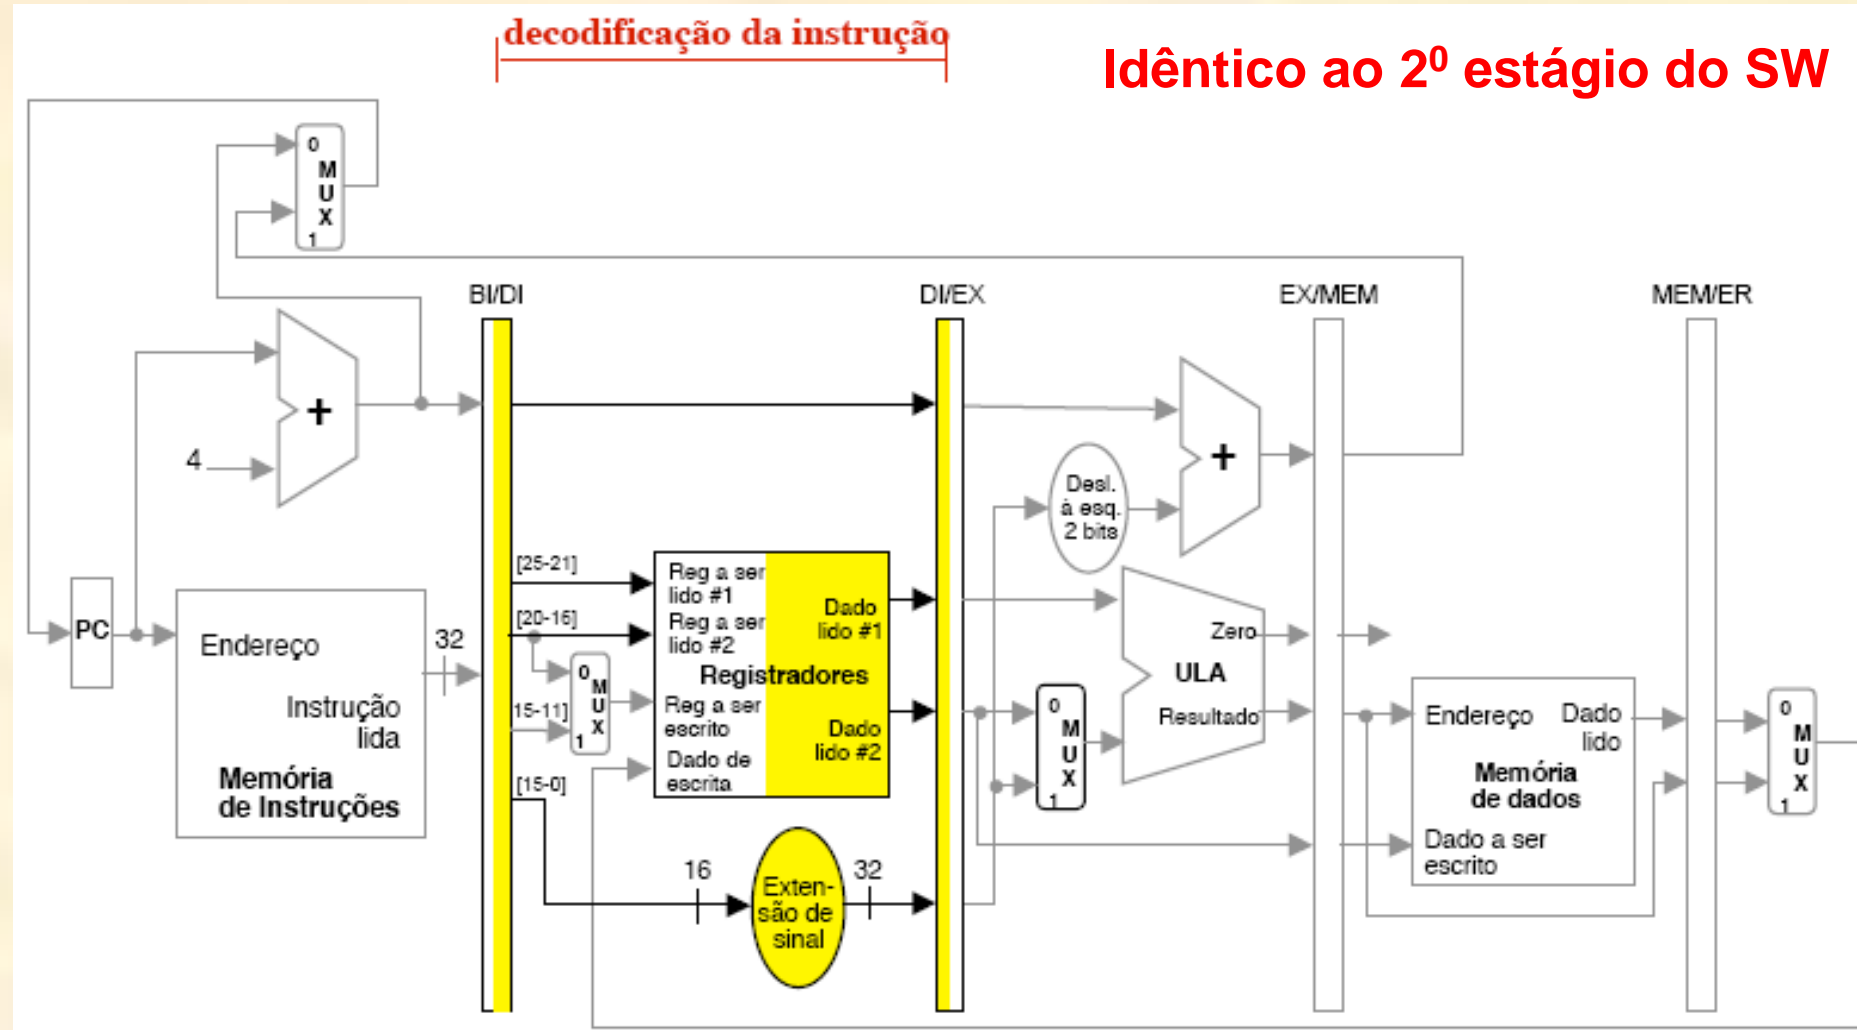 decodificação da instrução
Idêntico ao 2⁰ estágio do SW
0
M
U
X
1
BI/DI
DI/EX
EX/MEM
MEM/ER
+
4
+
Desl.
à esq.
2 bits
PC
Endereço
Instrução
lida
Memória
de Instruções
32
[25-21]
[20-16]
15-11]
[15-0]
0
M
U
X
1
Reg a ser
lido #1
Reg a ser
lido #2
Registradores
Reg a ser
escrito
Dado de
escrita
Dado
lido #1
Dado
lido #2
16
Exten-
são de
sinal
32
0
M
U
X
1
Zero
ULA
Resultado
Endereço
Dado
lido
Memória
de dados
Dado a ser
escrito
0
M
U
X
1